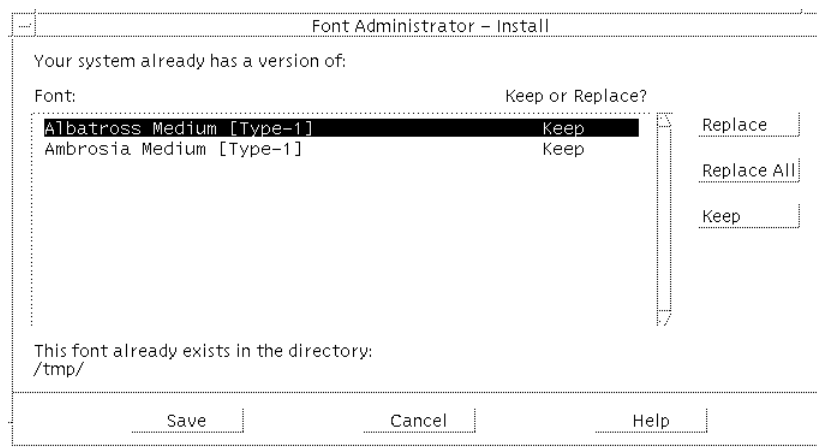 Font Administrator – Install
Your system already has a version of:
Font: Keep or Replace?
Albatross Medium [Type-1] Keep
Ambrosia Medium [Type-1] Keep
Replace
Replace All
Keep
This font already exists in the directory:
/tmp/
Save Cancel Help